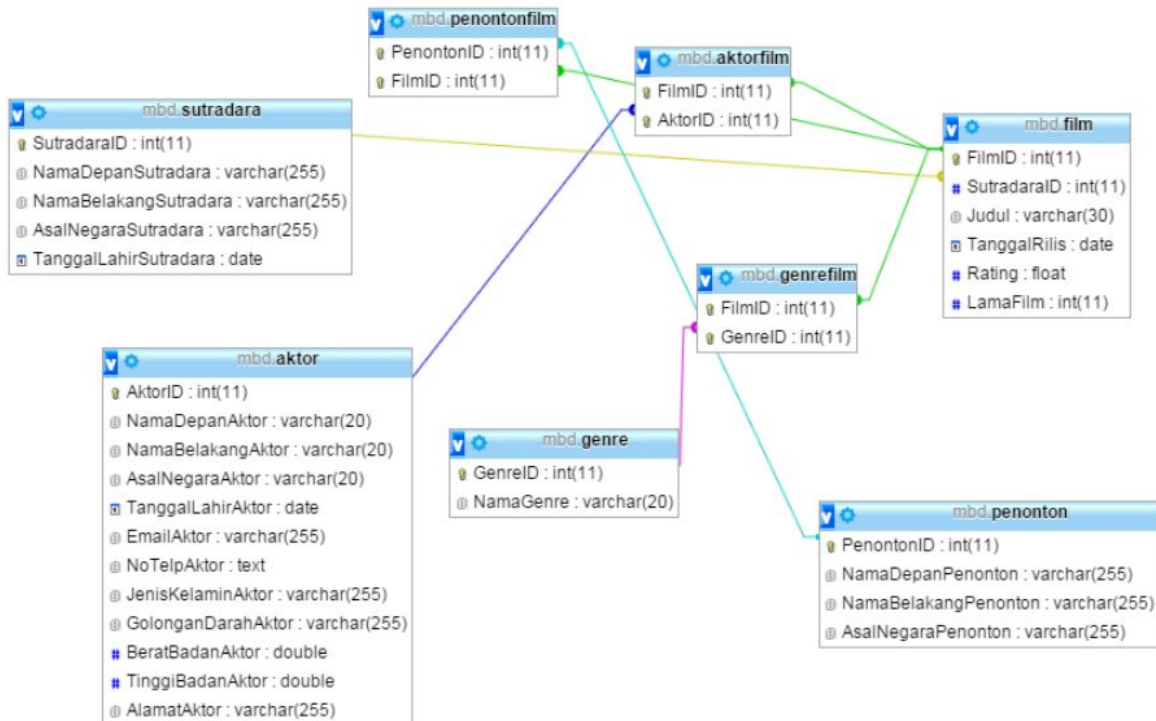 mbd.penontonfilm
PenontonID : int(11)
FilmID : int(11)
mbd.aktorfilm
FilmID : int(11)
AktorID : int(11)
mbd.sutradara
SutradaraID : int(11)
NamaDepanSutradara : varchar(255)
NamaBelakangSutradara : varchar(255)
AsalNegaraSutradara : varchar(255)
TanggalLahirSutradara : date
mbd.film
FilmID : int(11)
SutradaraID : int(11)
Judul : varchar(30)
TanggalRilis : date
Rating : float
LamaFilm : int(11)
mbd.genrefilm
FilmID : int(11)
GenreID : int(11)
mbd.aktor
AktorID : int(11)
NamaDepanAktor : varchar(20)
NamaBelakangAktor : varchar(20)
AsalNegaraAktor : varchar(20)
TanggalLahirAktor : date
EmailAktor : varchar(255)
NoTelpAktor : text
JenisKelaminAktor : varchar(255)
GolonganDarahAktor : varchar(255)
BeratBadanAktor : double
TinggiBadanAktor : double
AlamatAktor : varchar(255)
mbd.genre
GenreID : int(11)
NamaGenre : varchar(20)
mbd.penonton
PenontonID : int(11)
NamaDepanPenonton : varchar(255)
NamaBelakangPenonton : varchar(255)
AsalNegaraPenonton : varchar(255)